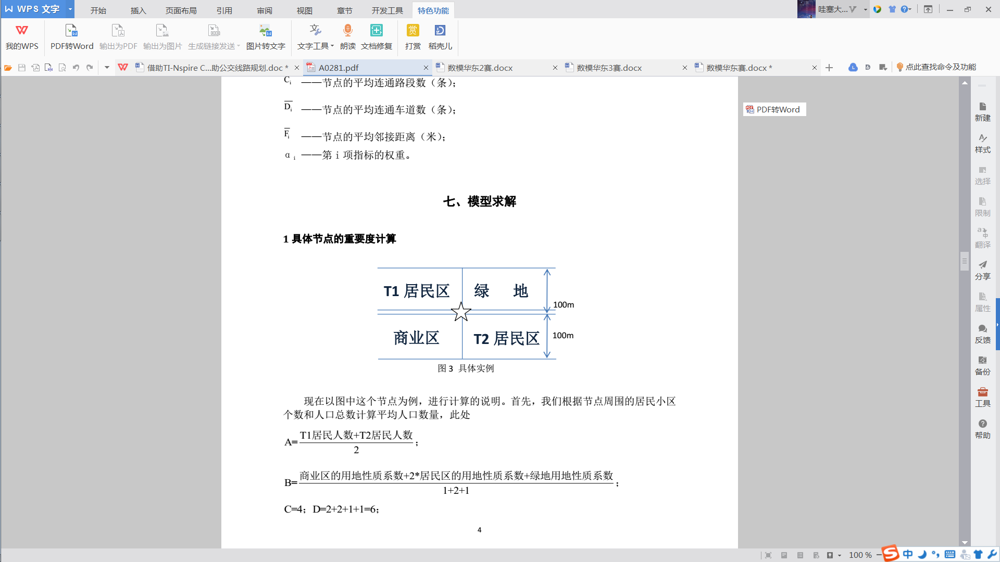 WPS 文字
开始 插入 页面布局 引用 审阅 视图 章节 开发工具 特色功能
哇塞大...
我的WPS PDF转Word 输出为PDF 输出为图片 生成链接发送 图片转文字 文字工具 朗读 文档修复 打赏 稻壳儿
借助TI-Nspire C...助公交线路规划.doc * A0281.pdf 数模华东2赛.docx 数模华东3赛.docx 数模华东赛.docx * 点此查找命令及功能
Ci ——节点的平均连通路段数（条）；
Di ——节点的平均连通车道数（条）；
Fi ——节点的平均邻接距离（米）；
α i ——第 i 项指标的权重。
PDF转Word
七、模型求解
1 具体节点的重要度计算
T1 居民区 绿 地
100m
商业区 T2 居民区 100m
图 3 具体实例
现在以图中这个节点为例，进行计算的说明。首先，我们根据节点周围的居民小区
个数和人口总数计算平均人口数量，此处
A=T1居民人数+T2居民人数
2 ；
B=商业区的用地性质系数+2*居民区的用地性质系数+绿地用地性质系数
1+2+1 ；
C=4；D=2+2+1+1=6；
4
新建
样式
选择
限制
翻译
分享
属性
反馈
备份
工具
帮助
100 %
中